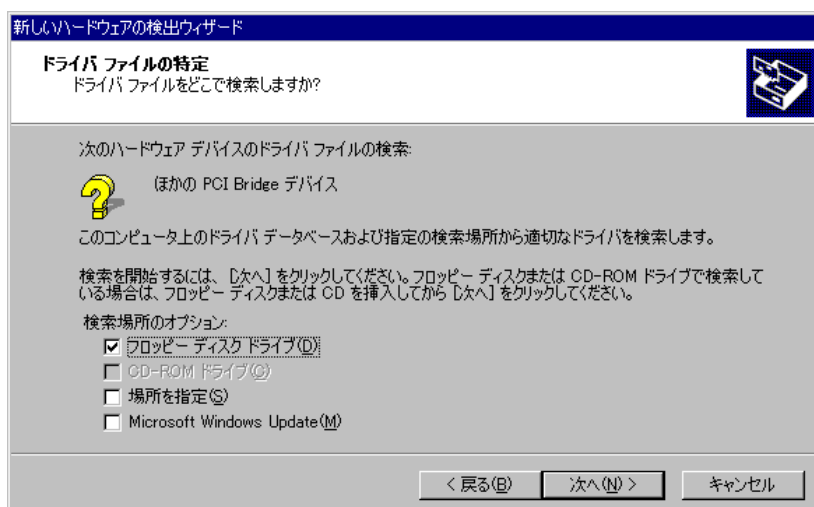 新しいハードウェアの検出ウィザード
ドライバ ファイルの特定
ドライバ ファイルをどこで検索しますか?
次のハードウェア デバイスのドライバ ファイルの検索:
ほかの PCI Bridge デバイス
このコンピュータ上のドライバ データベースおよび指定の検索場所から適切なドライバを検索します。
検索を開始するには、[次へ] をクリックしてください。フロッピー ディスクまたは CD-ROM ドライブで検索して
いる場合は、フロッピー ディスクまたは CD を挿入してから [次へ] をクリックしてください。
検索場所のオプション:
フロッピー ディスク ドライブ(D)
CD-ROM ドライブ(C)
場所を指定(S)
Microsoft Windows Update(M)
< 戻る(B) 次へ(N) > キャンセル